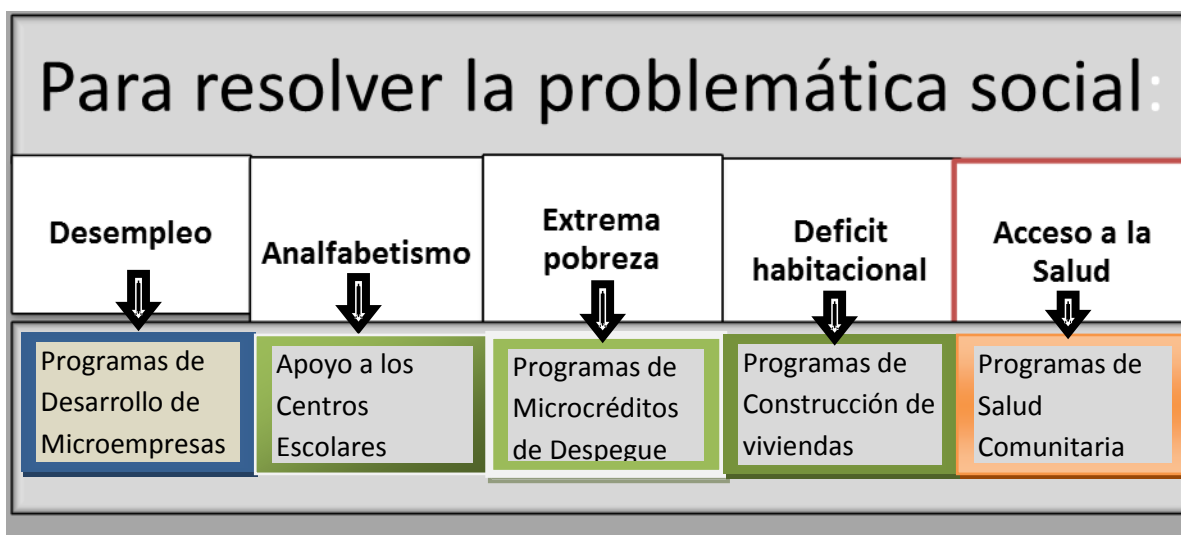 Para resolver la problemática social:
Desempleo
Analfabetismo
Extrema
pobreza
Deficit
habitacional
Acceso a la
Salud
Programas de
Desarrollo de
Microempresas
Apoyo a los
Centros
Escolares
Programas de
Microcréditos
de Despegue
Programas de
Construcción de
viviendas
Programas de
Salud
Comunitaria